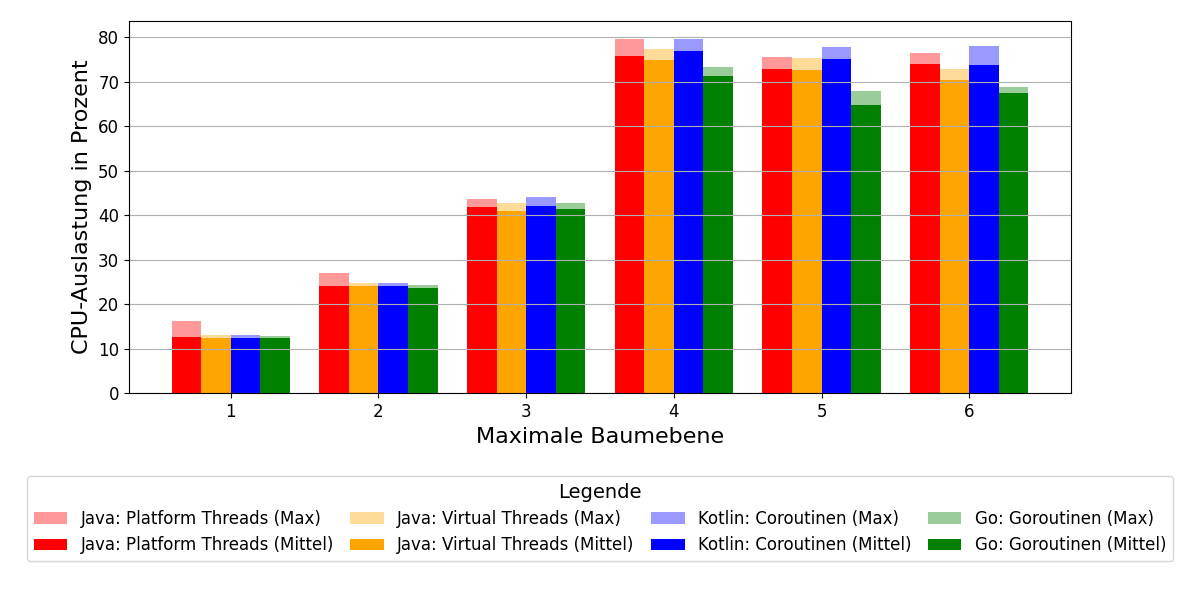 80
70
60
50
40
30
20
10
0
CPU-Auslastung in Prozent
1 2 3 4 5 6
Maximale Baumebene
Legende
Java: Platform Threads (Max) Java: Virtual Threads (Max) Kotlin: Coroutinen (Max) Go: Goroutinen (Max)
Java: Platform Threads (Mittel) Java: Virtual Threads (Mittel) Kotlin: Coroutinen (Mittel) Go: Goroutinen (Mittel)